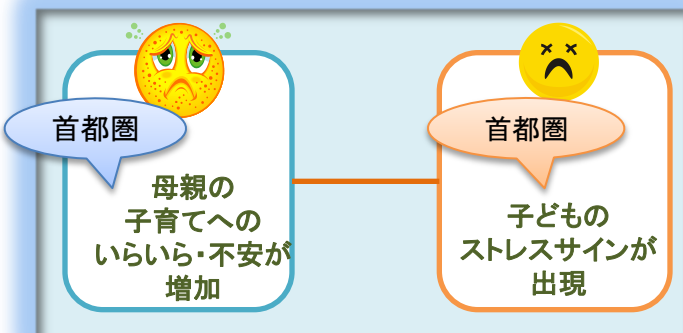 首都圏
母親の
子育てへの
いらいら・不安が
増加
首都圏
子どもの
ストレスサインが
出現